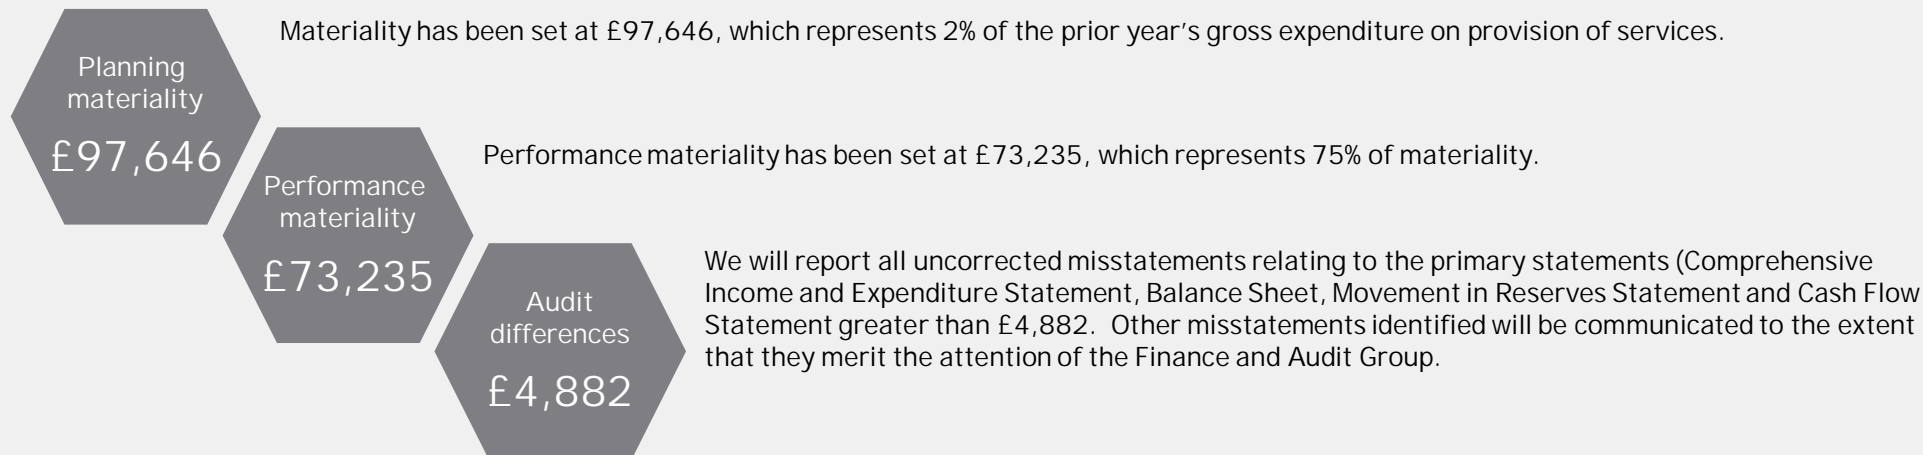 Materiality has been set at £97,646, which represents 2% of the prior year's gross expenditure on provision of services.
Planning
materiality
£97,646
Performance materiality has been set at £73,235, which represents 75% of materiality.
Performance
materiality
£73,235
We will report all uncorrected misstatements relating to the primary statements (Comprehensive
Income and Expenditure Statement, Balance Sheet, Movement in Reserves Statement and Cash Flow
Statement greater than £4,882.  Other misstatements identified will be communicated to the extent
that they merit the attention of the Finance and Audit Group.
Audit
differences
£4,882